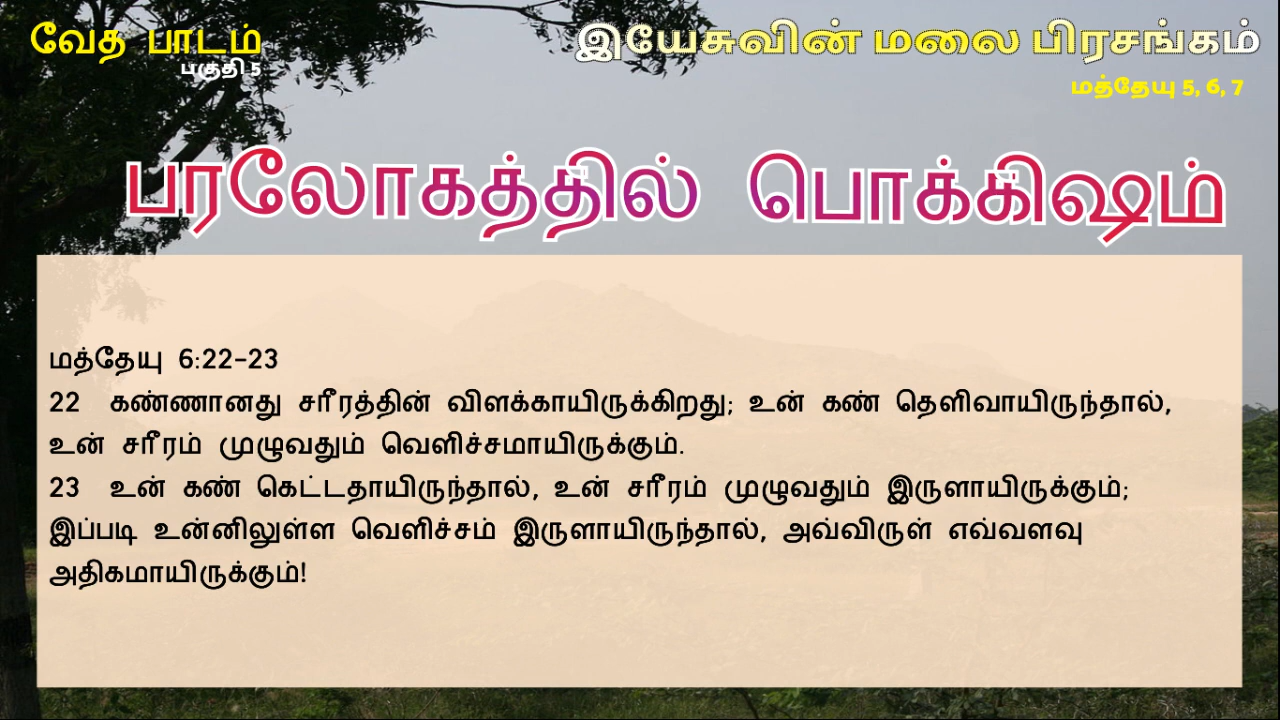 வேத பாடம்
பகுதி 5
இயேசுவின் மலை பிரசங்கம்
மத்தேயு 5, 6, 7
பரலோகத்தில் பொக்கிஷம்
மத்தேயு 6:22-23
22 கண்ணானது சரீரத்தின் விளக்காயிருக்கிறது; உன் கண் தெளிவாயிருந்தால்,
உன் சரீரம் முழுவதும் வெளிச்சமாயிருக்கும்.
23 உன் கண் கெட்டதாயிருந்தால், உன் சரீரம் முழுவதும் இருளாயிருக்கும்;
இப்படி உன்னிலுள்ள வெளிச்சம் இருளாயிருந்தால், அவ்விருள் எவ்வளவு
அதிகமாயிருக்கும்!